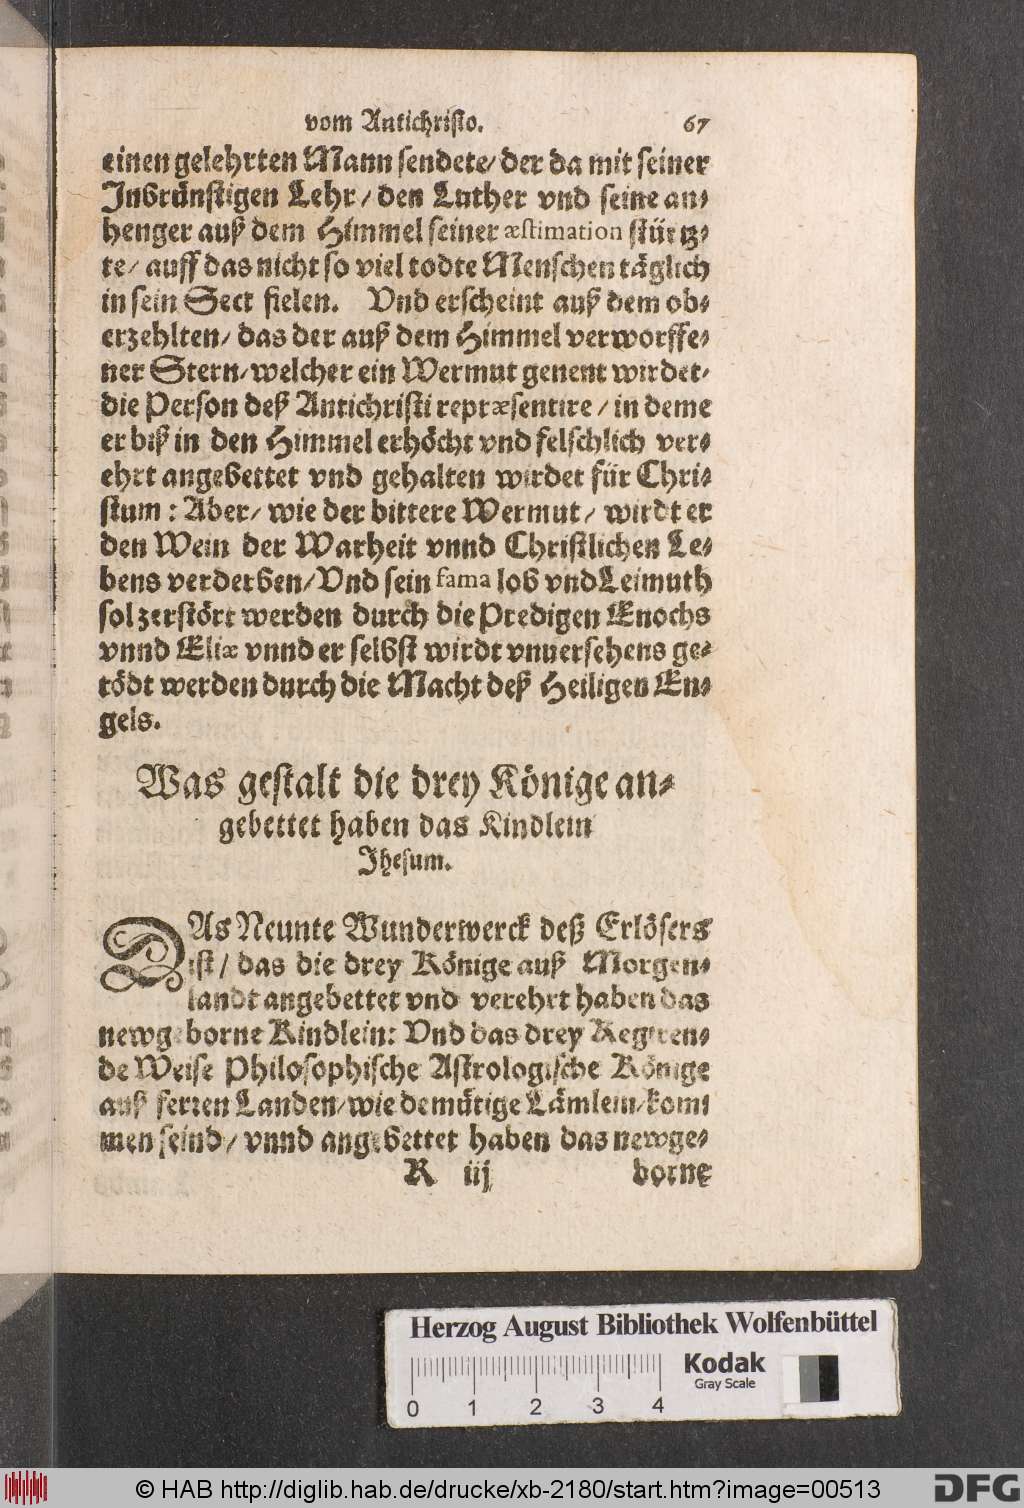 vom Antichristo. 67
einen gelehrten Mann sendete/ der da mit seiner
Inbrünstigen Lehr/ den Luther vnd seine an-
henger auß dem Himmel seiner æstimation stürtz-
te/ auff das nicht so viel todte Menschen täglich
in sein Sect fielen. Vnd erscheint auß dem ob-
erzehlten/ das der auß dem Himmel verworffe-
ner Stern/ welcher ein Wermut genent wirdet/
die Person deß Antichristi repræsentire/ in deme
er biß in den Himmel erhöcht vnd felschlich ver-
ehrt angebettet vnd gehalten wirdet für Chri-
stum: Aber/ wie der bittere Wermut/ wirdt er
den Wein der Warheit vnnd Christlichen Le-
bens verderben/ Vnd sein fama lob vnd Leimuth
sol zerstört werden durch die Predigen Enochs
vnnd Eliæ vnnd er selbst wirdt vnuersehens ge-
tödt werden durch die Macht deß Heiligen En-
gels.
Was gestalt die drey Könige an-
gebettet haben das Kindlein
Jhesum.
DAs Neunte Wunderwerck deß Erlösers
ist/ das die drey Könige auß Morgen-
landt angebettet vnd verehrt haben das
newgeborne Kindlein: Vnd das drey Regiren-
de Weise Philosophische Astrologische Könige
auß ferren Landen/ wie demütige Lämlein/ kom-
men seind/ vnnd angebettet haben das newge-
R iij borne
Herzog August Bibliothek Wolfenbüttel
Kodak
Gray Scale
0 1 2 3 4
© HAB http://diglib.hab.de/drucke/xb-2180/start.htm?image=00513
DFG